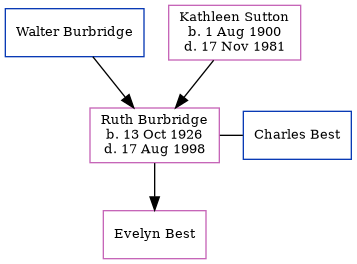 Walter Burbridge
Kathleen Sutton
b. 1 Aug 1900
d. 17 Nov 1981
Ruth Burbridge
b. 13 Oct 1926
d. 17 Aug 1998
Charles Best
Evelyn Best